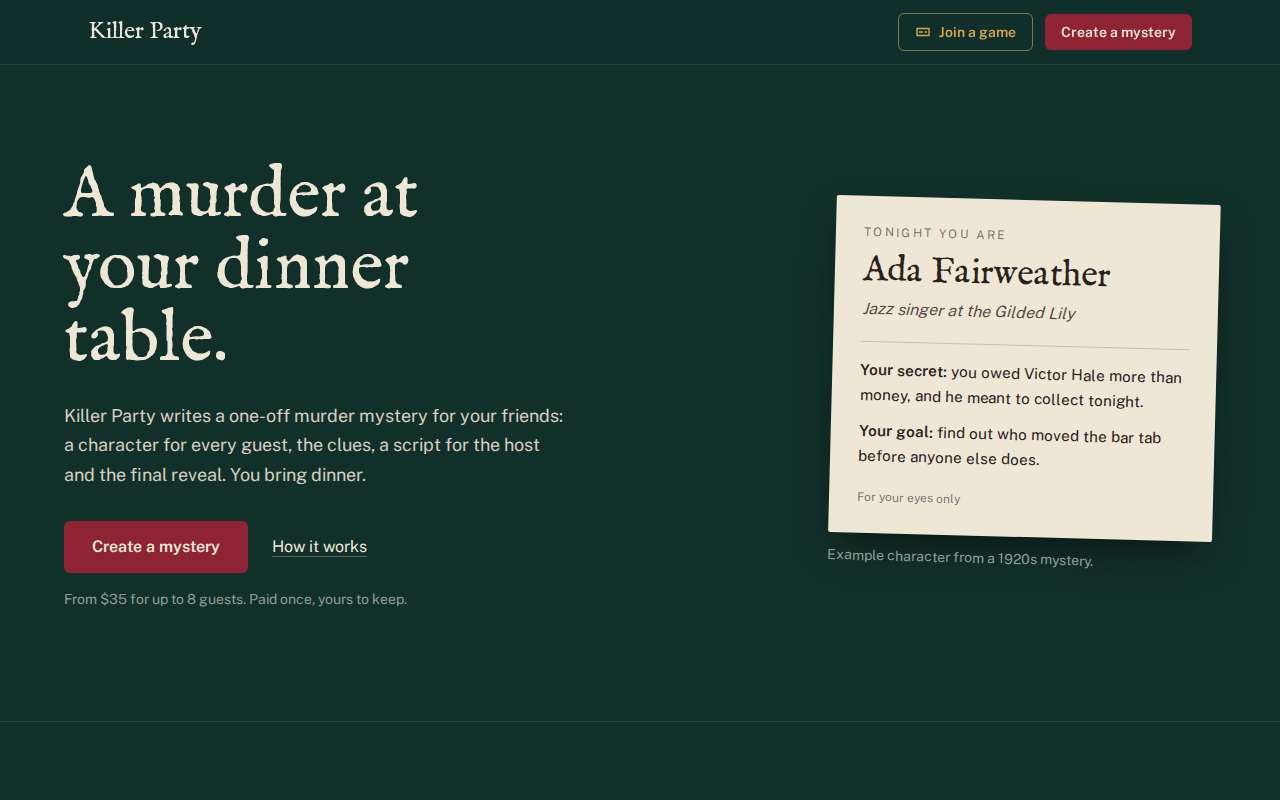 Killer Party
Join a game
Create a mystery
A murder at
your dinner
table.
Killer Party writes a one-off murder mystery for your friends:
a character for every guest, the clues, a script for the host
and the final reveal. You bring dinner.
Create a mystery
How it works
From $35 for up to 8 guests. Paid once, yours to keep.
TONIGHT YOU ARE
Ada Fairweather
Jazz singer at the Gilded Lily
Your secret: you owed Victor Hale more than
money, and he meant to collect tonight.
Your goal: find out who moved the bar tab
before anyone else does.
For your eyes only
Example character from a 1920s mystery.